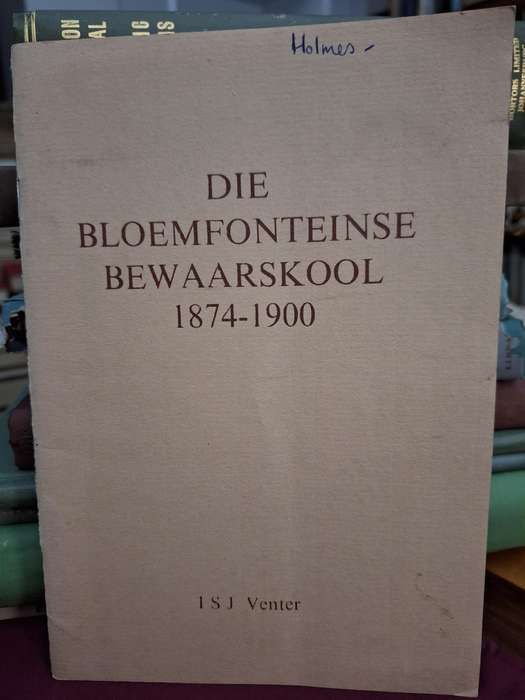 Holmes -
DIE
BLOEMFONTEINSE
BEWAARSKOOL
1874-1900
I S J Venter